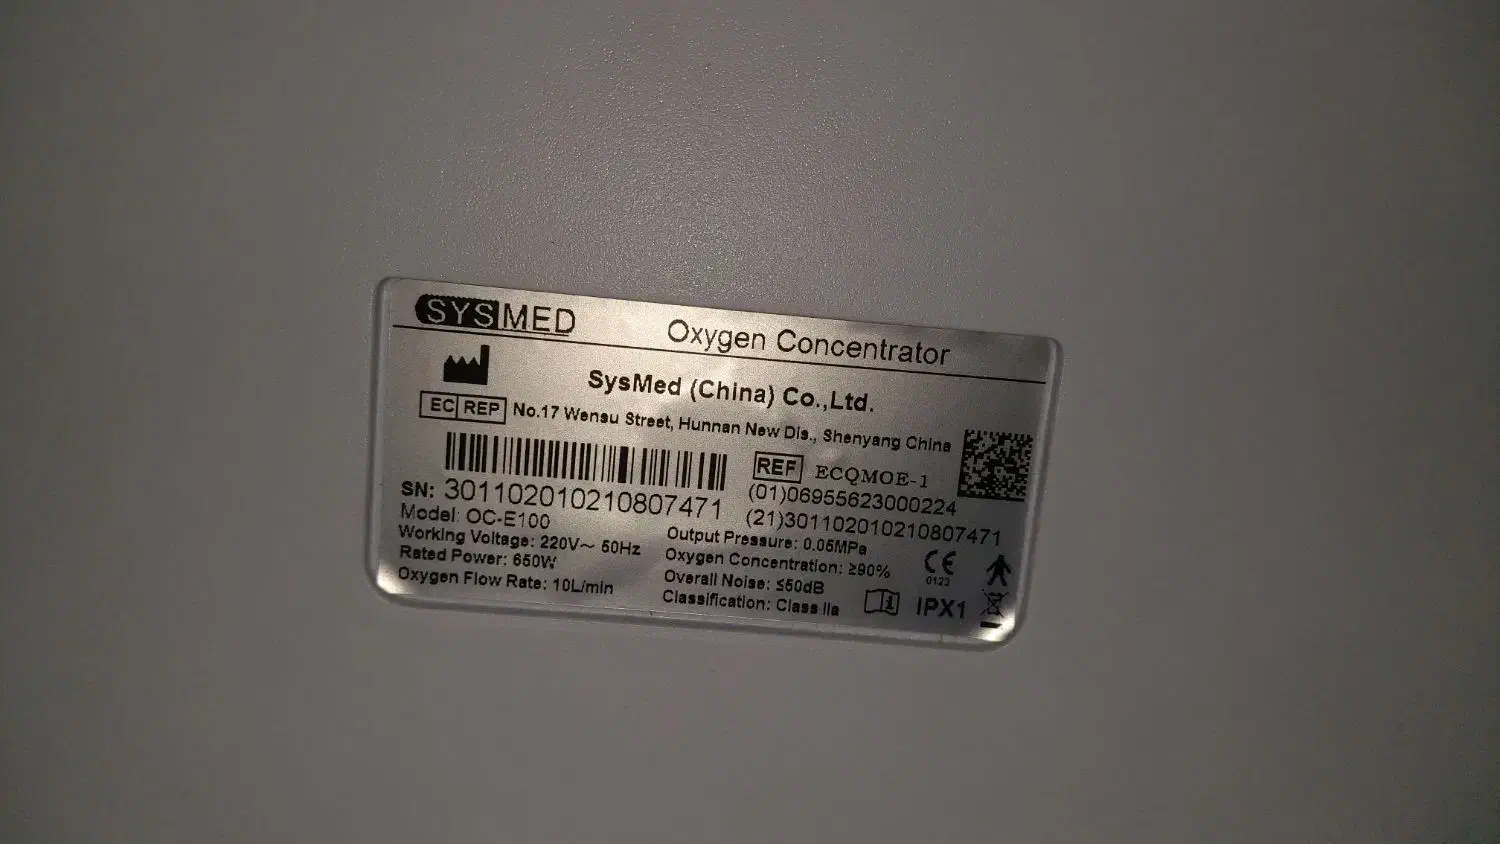 SYSMED Oxygen Concentrator
SysMed (China) Co.,Ltd.
EC REP No.17 Wensu Street, Hunnan New Dis., Shenyang China
REF ECQMOE-1
(01)06955623000224
(21)301102010210807471
SN: 301102010210807471
Model: OC-E100
Working Voltage: 220V~ 50Hz
Rated Power: 650W
Oxygen Flow Rate: 10L/min
Output Pressure: 0.05MPa
Oxygen Concentration: ≥90%
Overall Noise: ≤50dB
Classification: Class IIa
CE
0123
IPX1